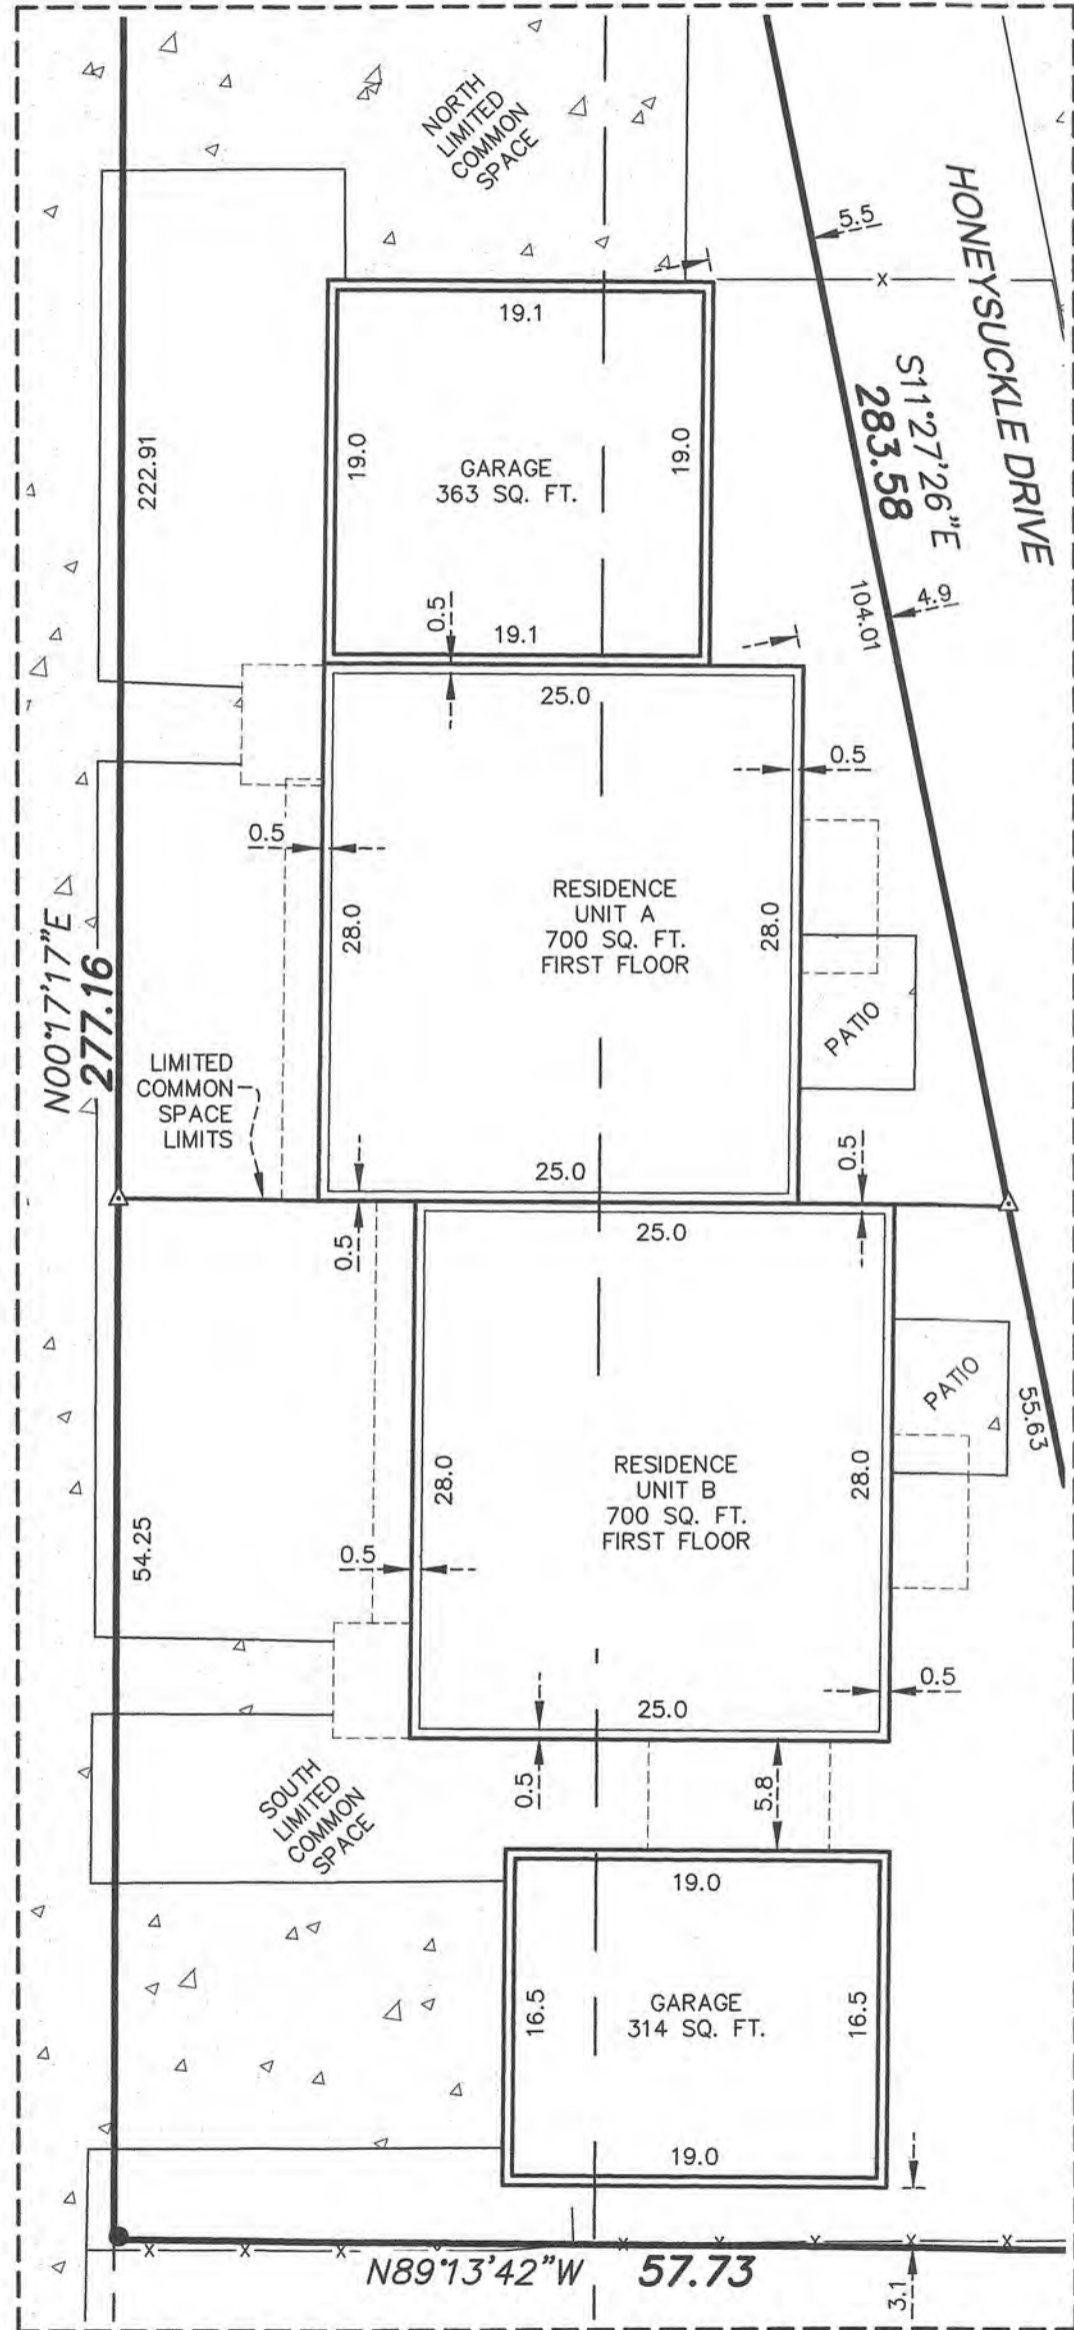 NORTH
LIMITED
COMMON
SPACE
HONEYSUCKLE DRIVE
5.5
X
19.1
S11°27'26"E
283.58
222.91
19.0
GARAGE
363 SQ. FT.
19.0
4.9
104.01
0.5
19.1
25.0
0.5
0.5
RESIDENCE
UNIT A
700 SQ. FT.
FIRST FLOOR
28.0
28.0
N00°17'17"E
277.16
PATIO
LIMITED
COMMON
SPACE
LIMITS
25.0
0.5
0.5
25.0
PATIO
55.63
RESIDENCE
UNIT B
700 SQ. FT.
FIRST FLOOR
28.0
28.0
54.25
0.5
0.5
25.0
0.5
5.8
SOUTH
LIMITED
COMMON
SPACE
19.0
16.5
GARAGE
314 SQ. FT.
16.5
19.0
X X X X X X X X X
N89°13'42"W 57.73
3.1